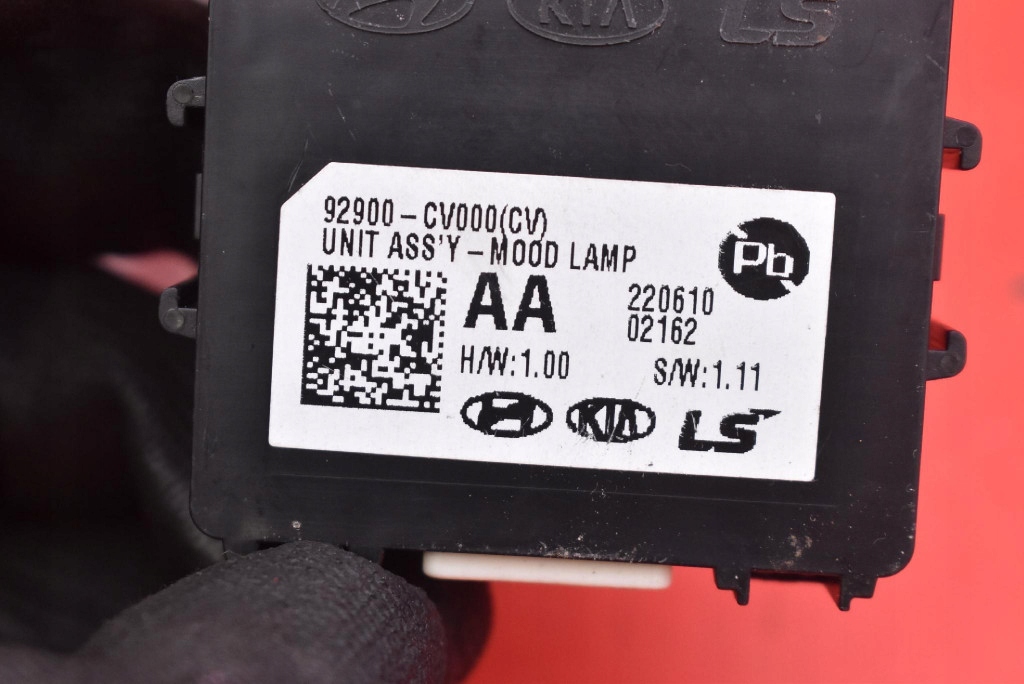 KIA LS
92900-CV000(CV)
UNIT ASS'Y-MOOD LAMP
Pb
AA
220610
02162
H/W:1.00 S/W:1.11
KIA LS